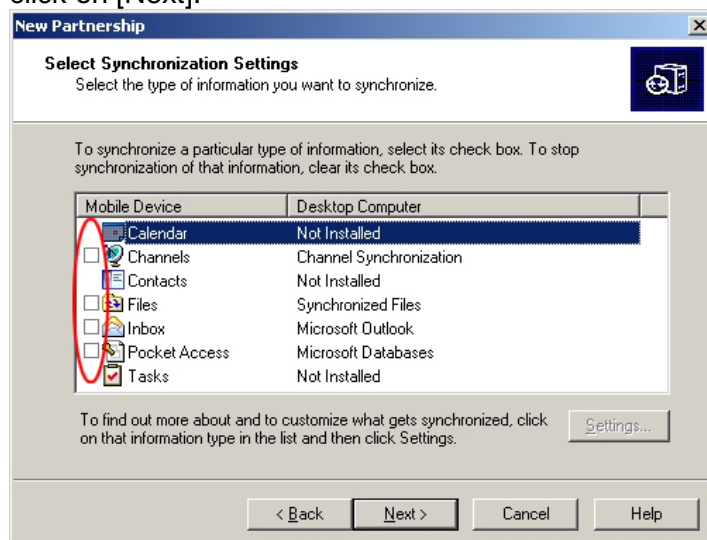 click on [Next].
New Partnership
Select Synchronization Settings
Select the type of information you want to synchronize.
To synchronize a particular type of information, select its check box. To stop
synchronization of that information, clear its check box.
Mobile Device Desktop Computer
Calendar Not Installed
Channels Channel Synchronization
Contacts Not Installed
Files Synchronized Files
Inbox Microsoft Outlook
Pocket Access Microsoft Databases
Tasks Not Installed
To find out more about and to customize what gets synchronized, click
on that information type in the list and then click Settings.
Settings...
< Back Next > Cancel Help